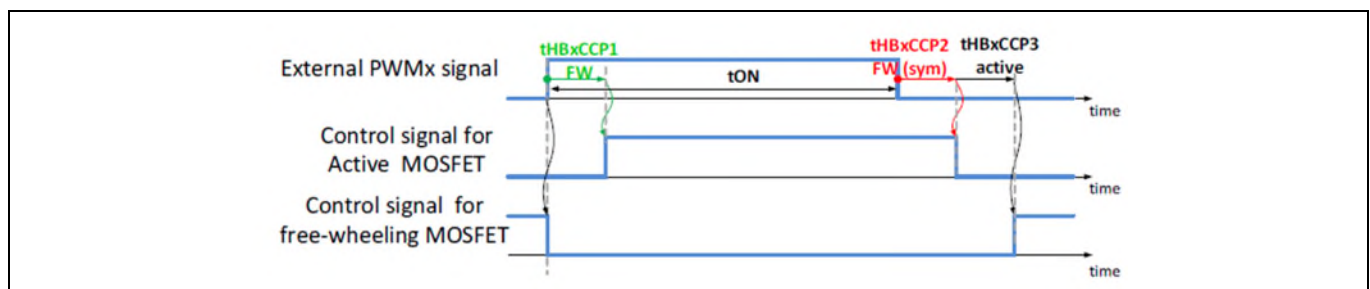 tHBxCCP1
tHBxCCP2
tHBxCCP3
External PWMx signal
FW
tON
FW (sym)
active
time
Control signal for
Active MOSFET
time
Control signal for
free-wheeling MOSFET
time